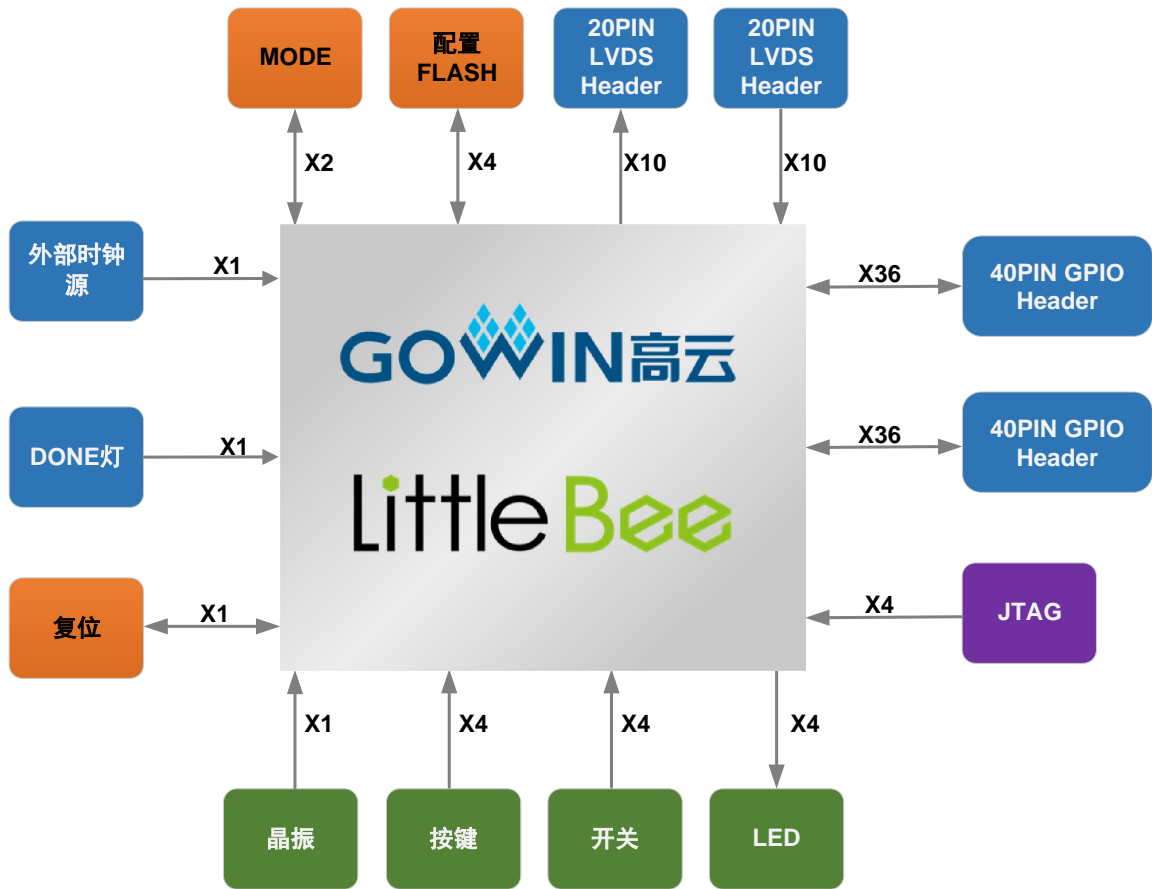 MODE
配置
FLASH
20PIN
LVDS
Header
20PIN
LVDS
Header
X2
X4
X10
X10
外部时钟
源
X1
GOWIN高云
X36
40PIN GPIO
Header
DONE灯
X1
LittleBee
X36
40PIN GPIO
Header
复位
X1
X4
JTAG
X1
X4
X4
X4
晶振
按键
开关
LED